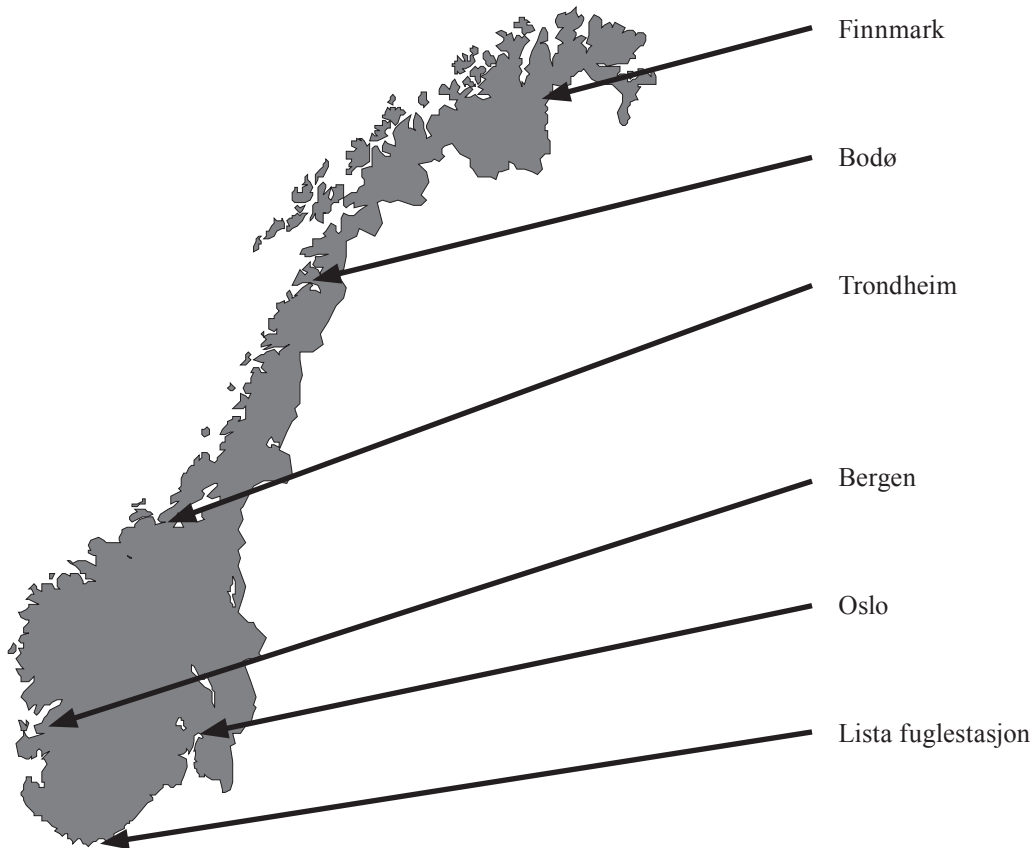 Finnmark
Bodø
Trondheim
Bergen
Oslo
Lista fuglestasjon